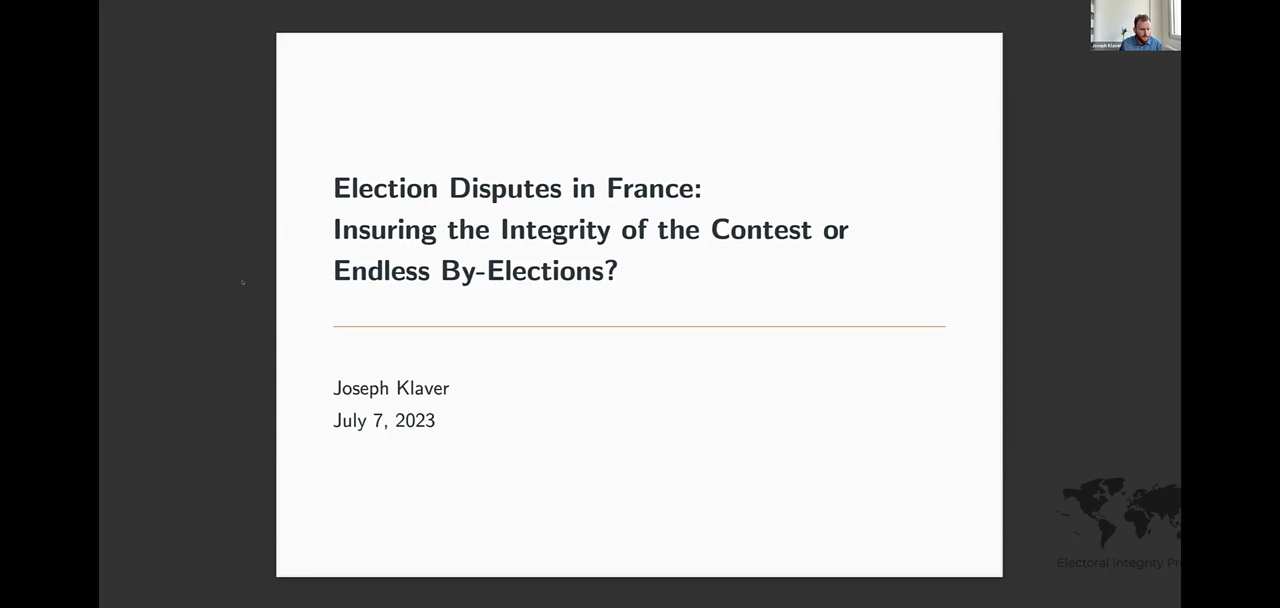 Joseph Klaver
Election Disputes in France:
Insuring the Integrity of the Contest or
Endless By-Elections?
Joseph Klaver
July 7, 2023
Electoral Integrity Pr